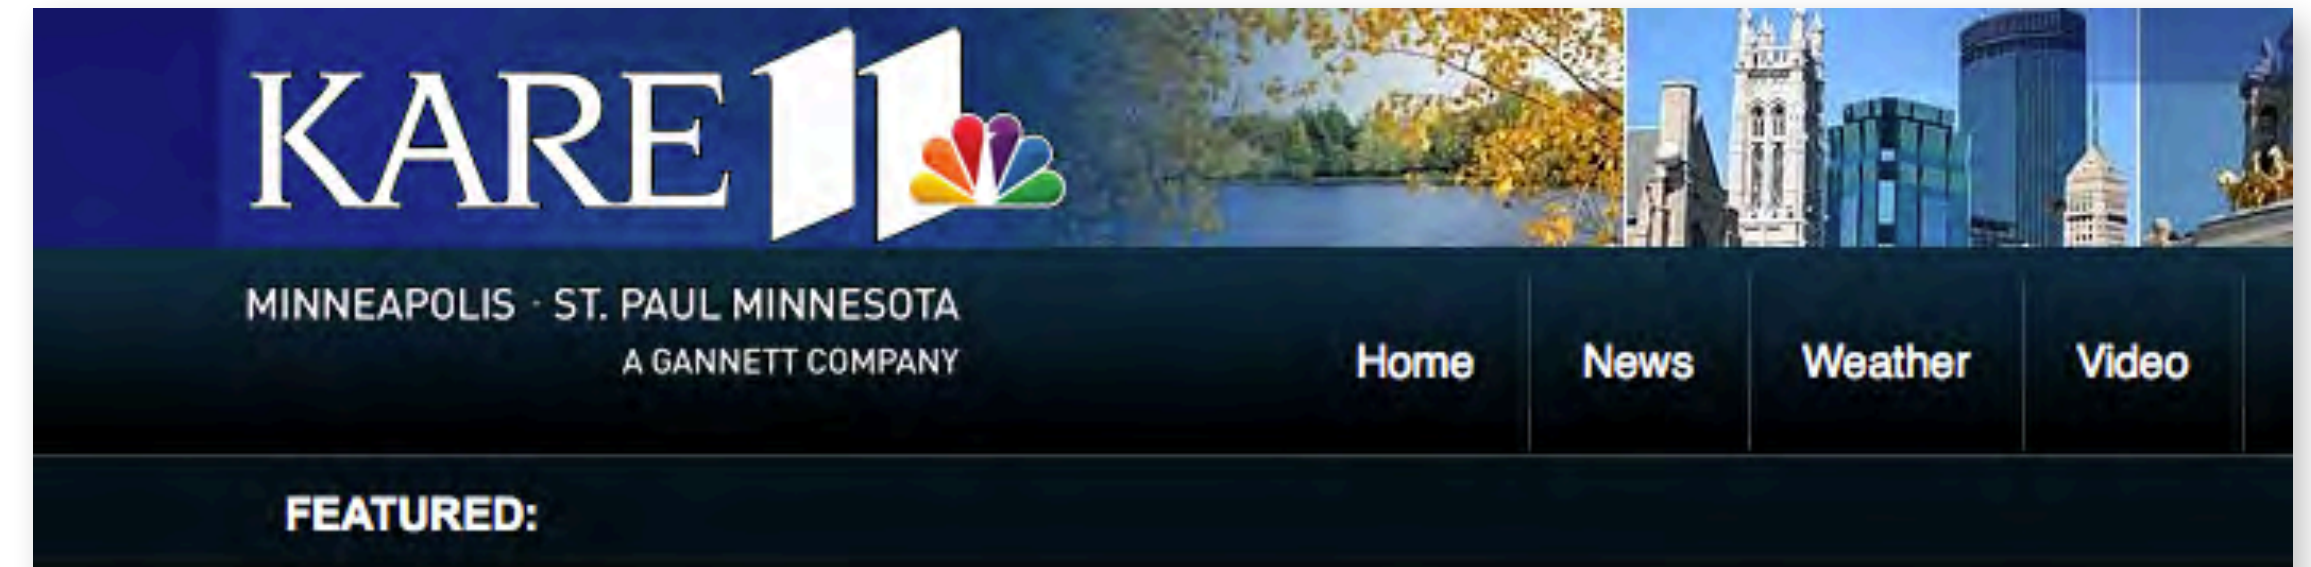 KARE 11
MINNEAPOLIS · ST. PAUL MINNESOTA
A GANNETT COMPANY
Home
News
Weather
Video
FEATURED: